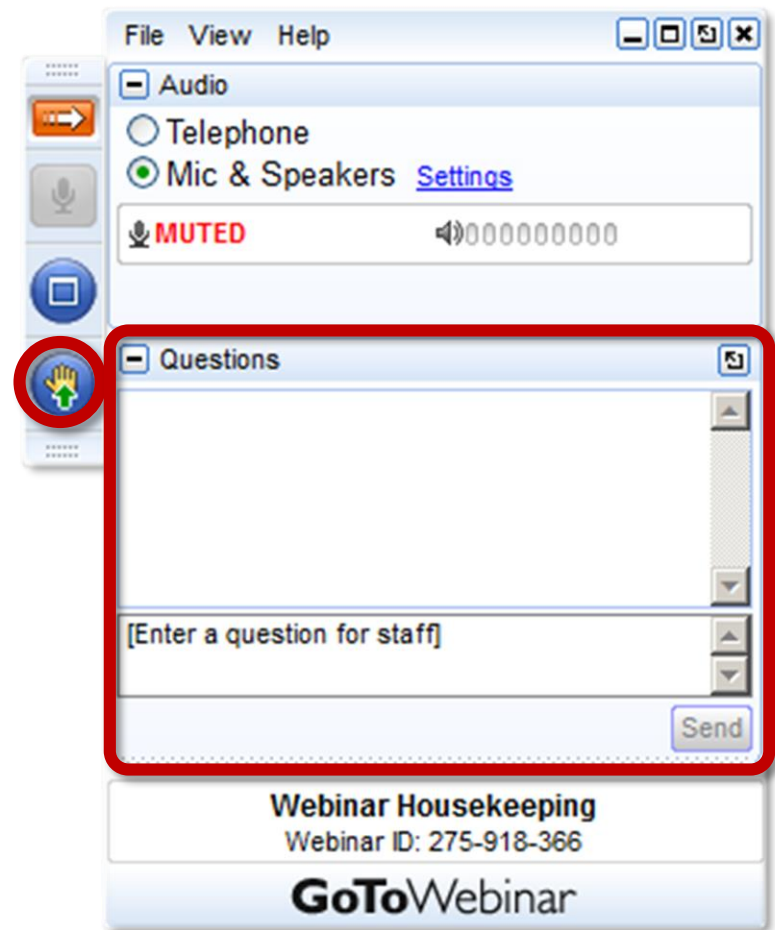 File View Help
Audio
Telephone
Mic & Speakers Settings
MUTED 000000000
Questions
[Enter a question for staff]
Send
Webinar Housekeeping
Webinar ID: 275-918-366
GoToWebinar